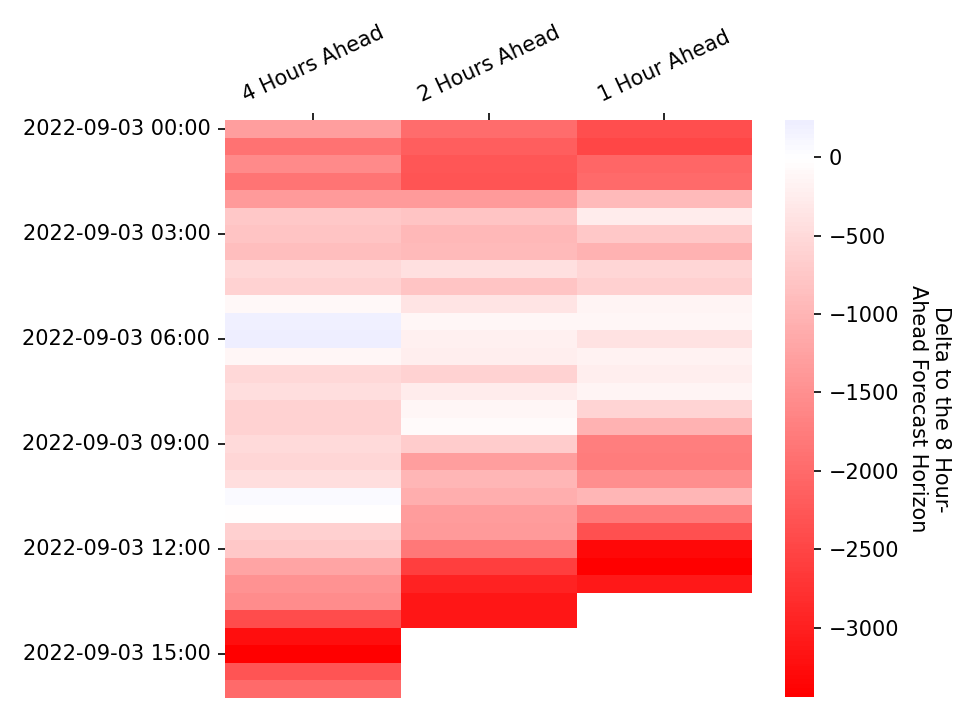 4 Hours Ahead
2 Hours Ahead
1 Hour Ahead
2022-09-03 00:00
2022-09-03 03:00
2022-09-03 06:00
2022-09-03 09:00
2022-09-03 12:00
2022-09-03 15:00
0
−500
−1000
−1500
−2000
−2500
−3000
Delta to the 8 Hour-
Ahead Forecast Horizon